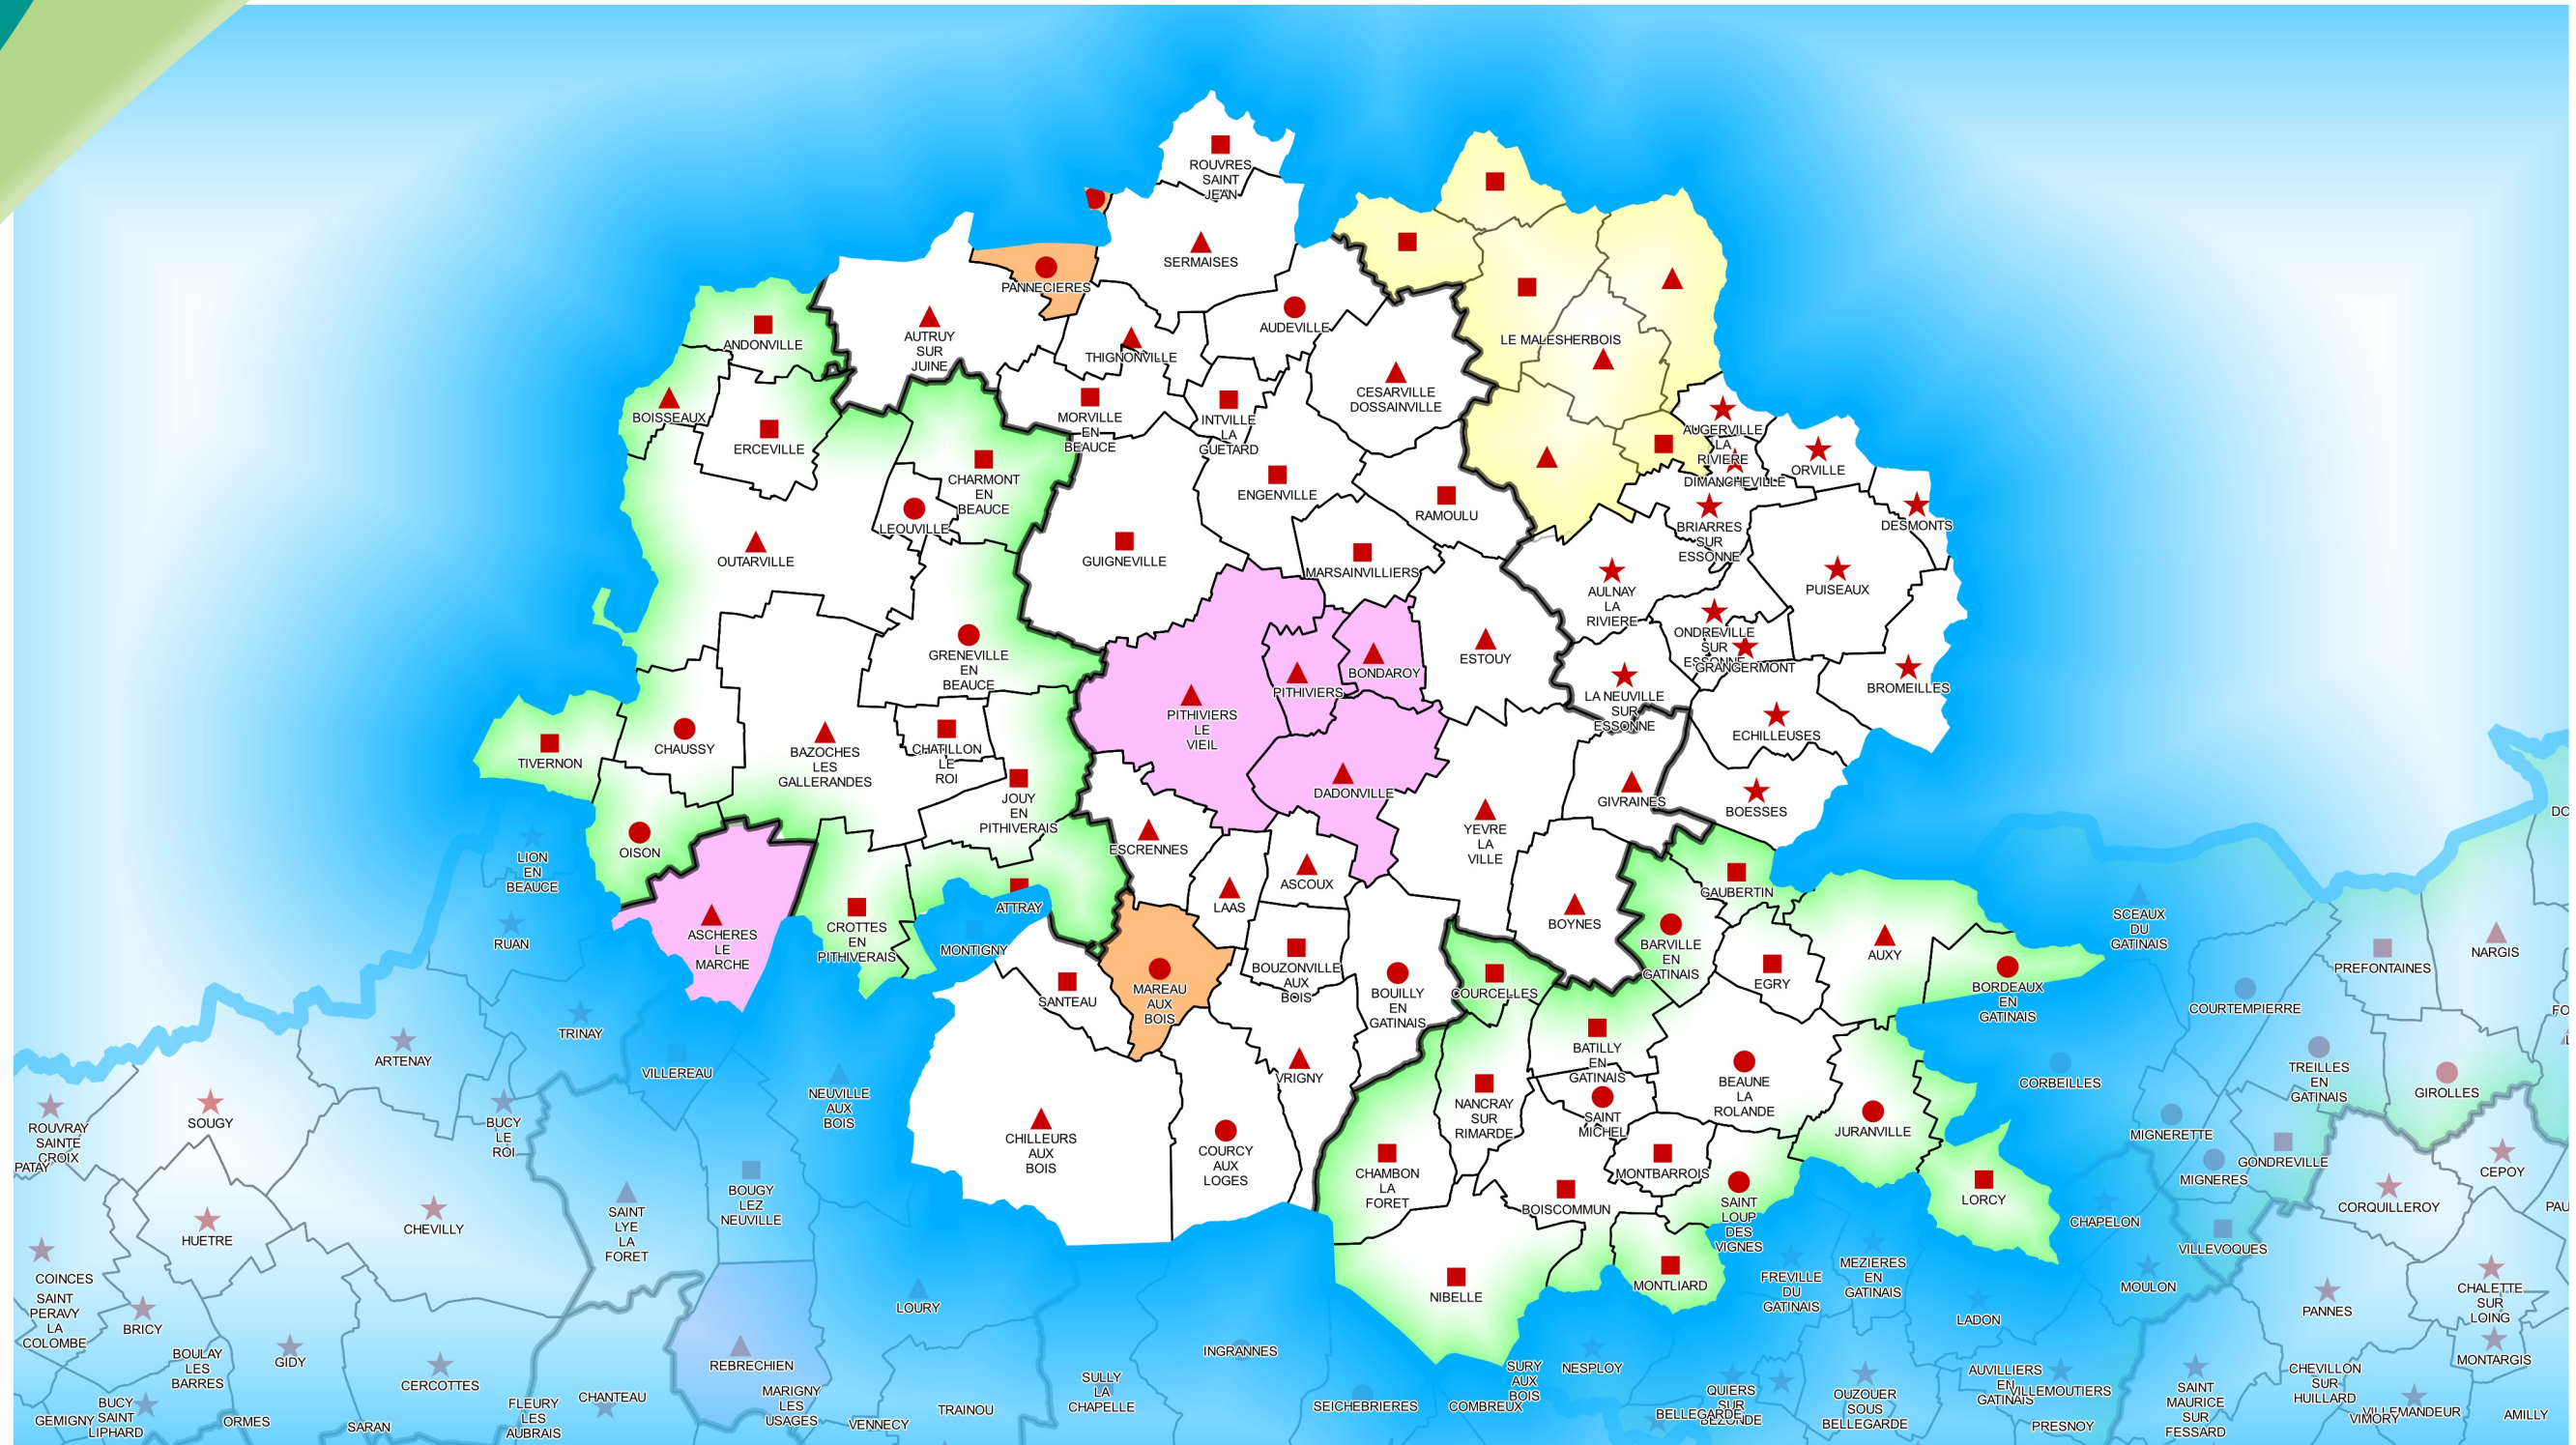 ROUVRES
SAINT
JEAN
SERMAISES
PANNECIERES
AUDEVILLE
ANDONVILLE
AUTRUY
SUR
JUINE
THIGNONVILLE
LE MALESHERBOIS
CESARVILLE
DOSSAINVILLE
BOISSEAUX
ERCEVILLE
MORVILLE
EN
BEAUCE
INTVILLE
LA
GUETARD
AUGERVILLE
LA
RIVIERE
DIMANCHEVILLE
ORVILLE
CHARMONT
EN
BEAUCE
LEOUVILLE
ENGENVILLE
RAMOULU
BRIARRES
SUR
ESSONNE
DESMONTS
OUTARVILLE
GUIGNEVILLE
MARSAINVILLIERS
AULNAY
LA
RIVIERE
PUISEAUX
GRENEVILLE
EN
BEAUCE
ESTOUY
ONDREVILLE
SUR
ESSONNE
GRANGERMONT
BROMEILLES
PITHIVIERS
LE
VIEIL
PITHIVIERS
BONDAROY
LA NEUVILLE
SUR
ESSONNE
ECHILLEUSES
TIVERNON
CHAUSSY
BAZOCHES
LES
GALLERANDES
CHATILLON
LE
ROI
JOUY
EN
PITHIVERAIS
DADONVILLE
GIVRAINES
BOESSES
OISON
ESCRENNES
YEVRE
LA
VILLE
LION
EN
BEAUCE
ASCOUX
LAAS
GAUBERTIN
ATTRAY
BOYNES
RUAN
ASCHERES
LE
MARCHE
CROTTES
EN
PITHIVERAIS
MONTIGNY
BARVILLE
EN
GATINAIS
AUXY
EGRY
BORDEAUX
EN
GATINAIS
SCEAUX
DU
GATINAIS
PREFONTAINES
NARGIS
DO
SANTEAU
MAREAU
AUX
BOIS
BOUZONVILLE
AUX
BOIS
BOUILLY
EN
GATINAIS
COURCELLES
COURTEMPIERRE
FO
TRINAY
ARTENAY
VILLEREAU
NEUVILLE
AUX
BOIS
BATILLY
EN
GATINAIS
BEAUNE
LA
ROLANDE
CORBEILLES
TREILLES
EN
GATINAIS
GIROLLES
VRIGNY
NANCRAY
SUR
RIMARDE
SAINT
MICHEL
JURANVILLE
MIGNERETTE
ROUVRAY
SAINTE
CROIX
PATAY
SOUGY
BUCY
LE
ROI
CHILLEURS
AUX
BOIS
COURCY
AUX
LOGES
CHAMBON
LA
FORET
MONTBARROIS
BOISCOMMUN
SAINT
LOUP
DES
VIGNES
LORCY
MIGNERES
GONDREVILLE
CEPOY
CORQUILLEROY
PAU
CHAPELON
VILLEVOQUES
BOUGY
LEZ
NEUVILLE
SAINT
LYE
LA
FORET
HUETRE
CHEVILLY
COINCES
SAINT
PERAVY
LA
COLOMBE
BRICY
NIBELLE
MONTLIARD
FREVILLE
DU
GATINAIS
MEZIERES
EN
GATINAIS
MOULON
LADON
PANNES
CHALETTE
SUR
LOING
MONTARGIS
LOURY
REBRECHIEN
BOULAY
LES
BARRES
GIDY
CERCOTTES
INGRANNES
NESPLOY
SURY
AUX
BOIS
COMBREUX
SEICHEBRIERES
SULLY
LA
CHAPELLE
TRAINOU
VENNECY
MARIGNY
LES
USAGES
CHANTEAU
FLEURY
LES
AUBRAIS
SARAN
ORMES
BUCY
SAINT
LIPHARD
GEMIGNY
QUIERS
SUR
BEZONDE
BELLEGARDE
OUZOUER
SOUS
BELLEGARDE
AUVILLIERS
EN
GATINAIS
VILLEMOUTIERS
PRESNOY
SAINT
MAURICE
SUR
FESSARD
CHEVILLON
SUR
HUILLARD
VIMORY
VILLEMANDEUR
AMILLY